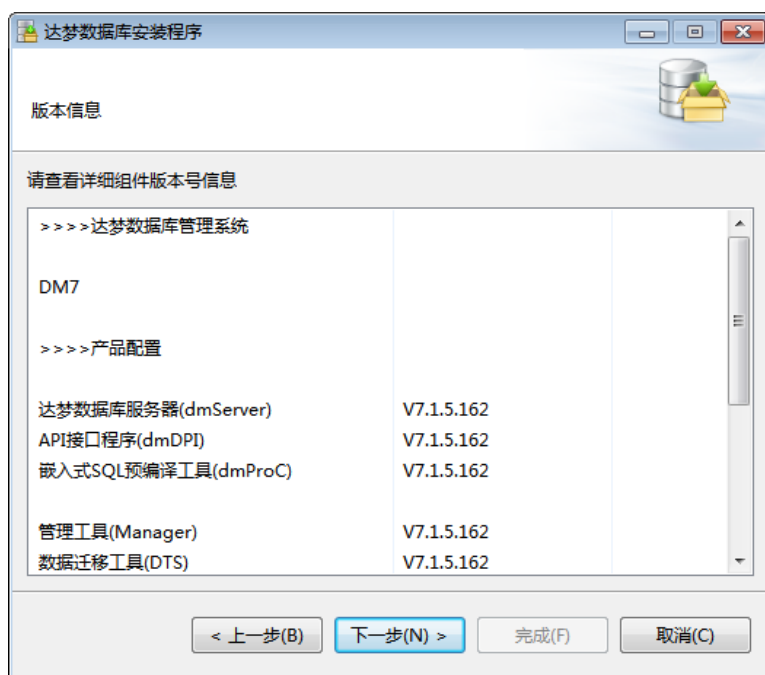 达梦数据库安装程序
版本信息
请查看详细组件版本号信息
>>>>达梦数据库管理系统
DM7
>>>>产品配置
达梦数据库服务器(dmServer) V7.1.5.162
API接口程序(dmDPI) V7.1.5.162
嵌入式SQL预编译工具(dmProC) V7.1.5.162
管理工具(Manager) V7.1.5.162
数据迁移工具(DTS) V7.1.5.162
< 上一步(B) 下一步(N) > 完成(F) 取消(C)